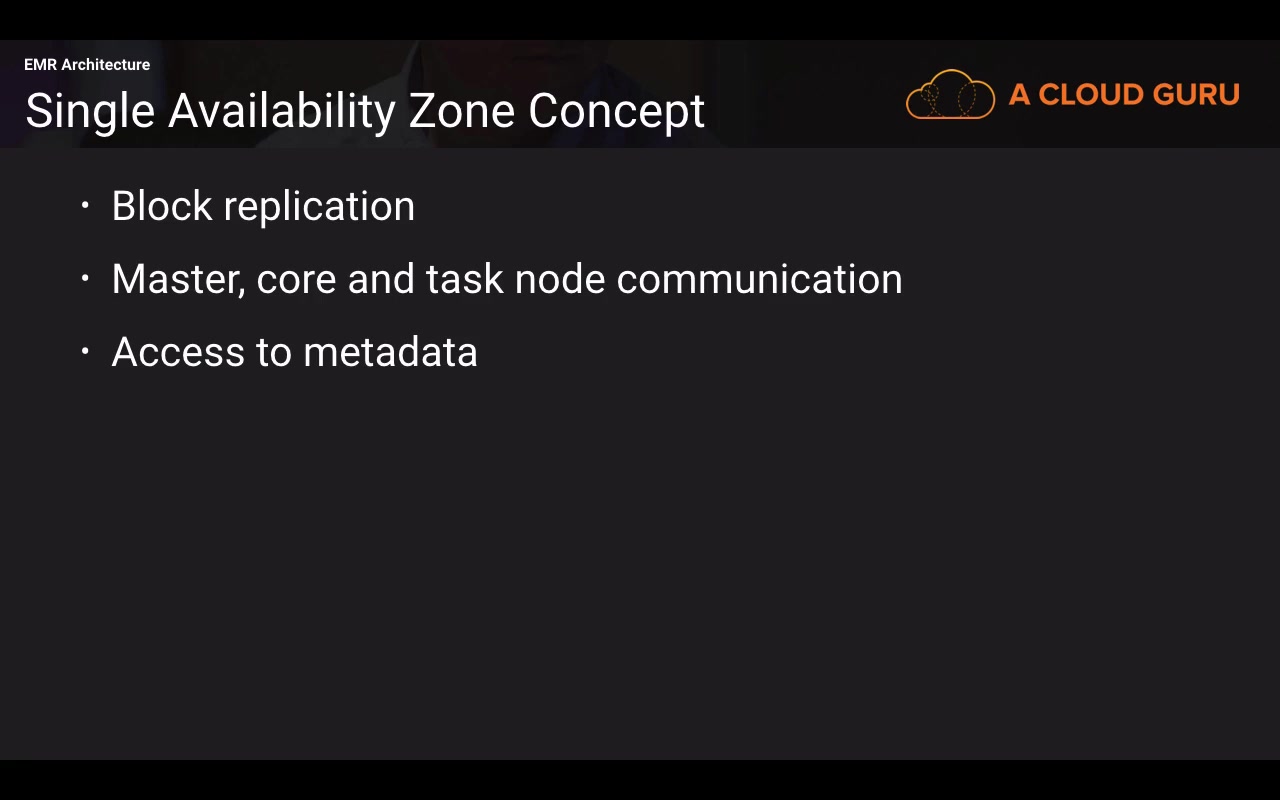 EMR Architecture
Single Availability Zone Concept
A CLOUD GURU
• Block replication
• Master, core and task node communication
• Access to metadata